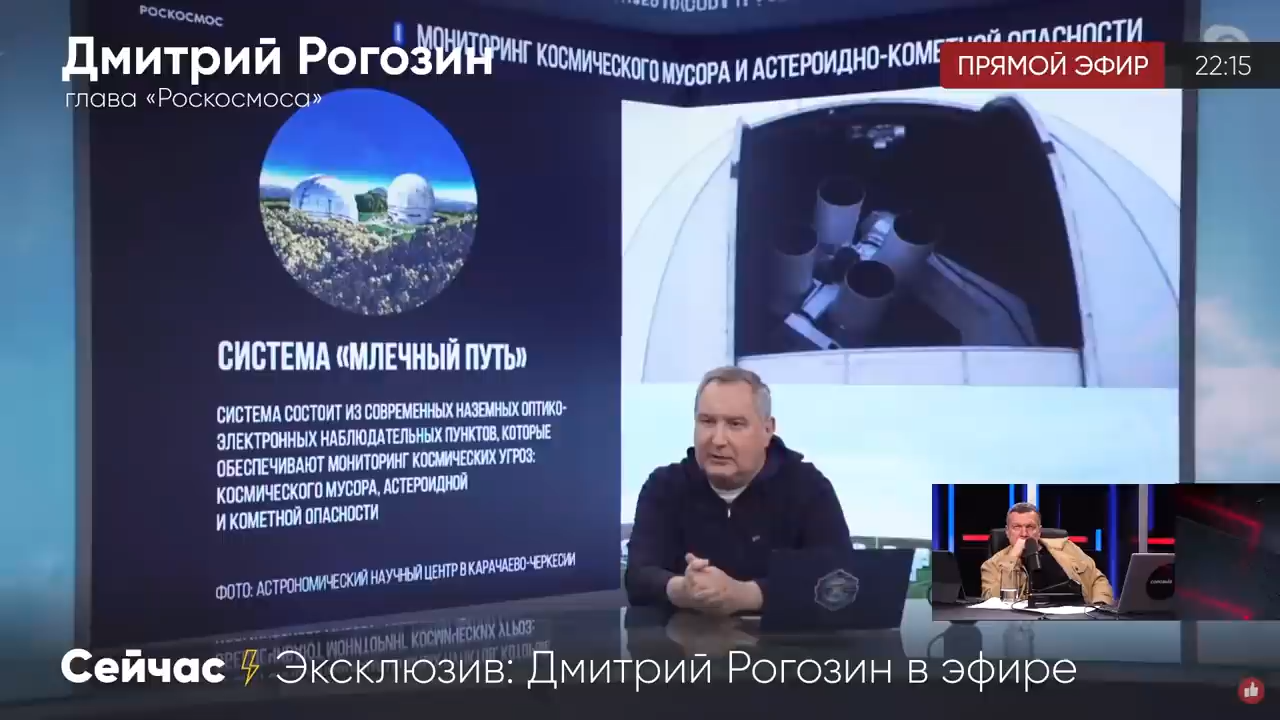 РОСКОСМОС
Дмитрий Рогозин
глава «Роскосмоса»
МОНИТОРИНГ КОСМИЧЕСКОГО МУСОРА И АСТЕРОИДНО-КОМЕТНОЙ ОПАСНОСТИ
ПРЯМОЙ ЭФИР 22:15
СИСТЕМА «МЛЕЧНЫЙ ПУТЬ»
СИСТЕМА СОСТОИТ ИЗ СОВРЕМЕННЫХ НАЗЕМНЫХ ОПТИКО-
ЭЛЕКТРОННЫХ НАБЛЮДАТЕЛЬНЫХ ПУНКТОВ, КОТОРЫЕ
ОБЕСПЕЧИВАЮТ МОНИТОРИНГ КОСМИЧЕСКИХ УГРОЗ:
КОСМИЧЕСКОГО МУСОРА, АСТЕРОИДНОЙ
И КОМЕТНОЙ ОПАСНОСТИ
ФОТО: АСТРОНОМИЧЕСКИЙ НАУЧНЫЙ ЦЕНТР В КАРАЧАЕВО-ЧЕРКЕСИИ
Сейчас Эксклюзив: Дмитрий Рогозин в эфире